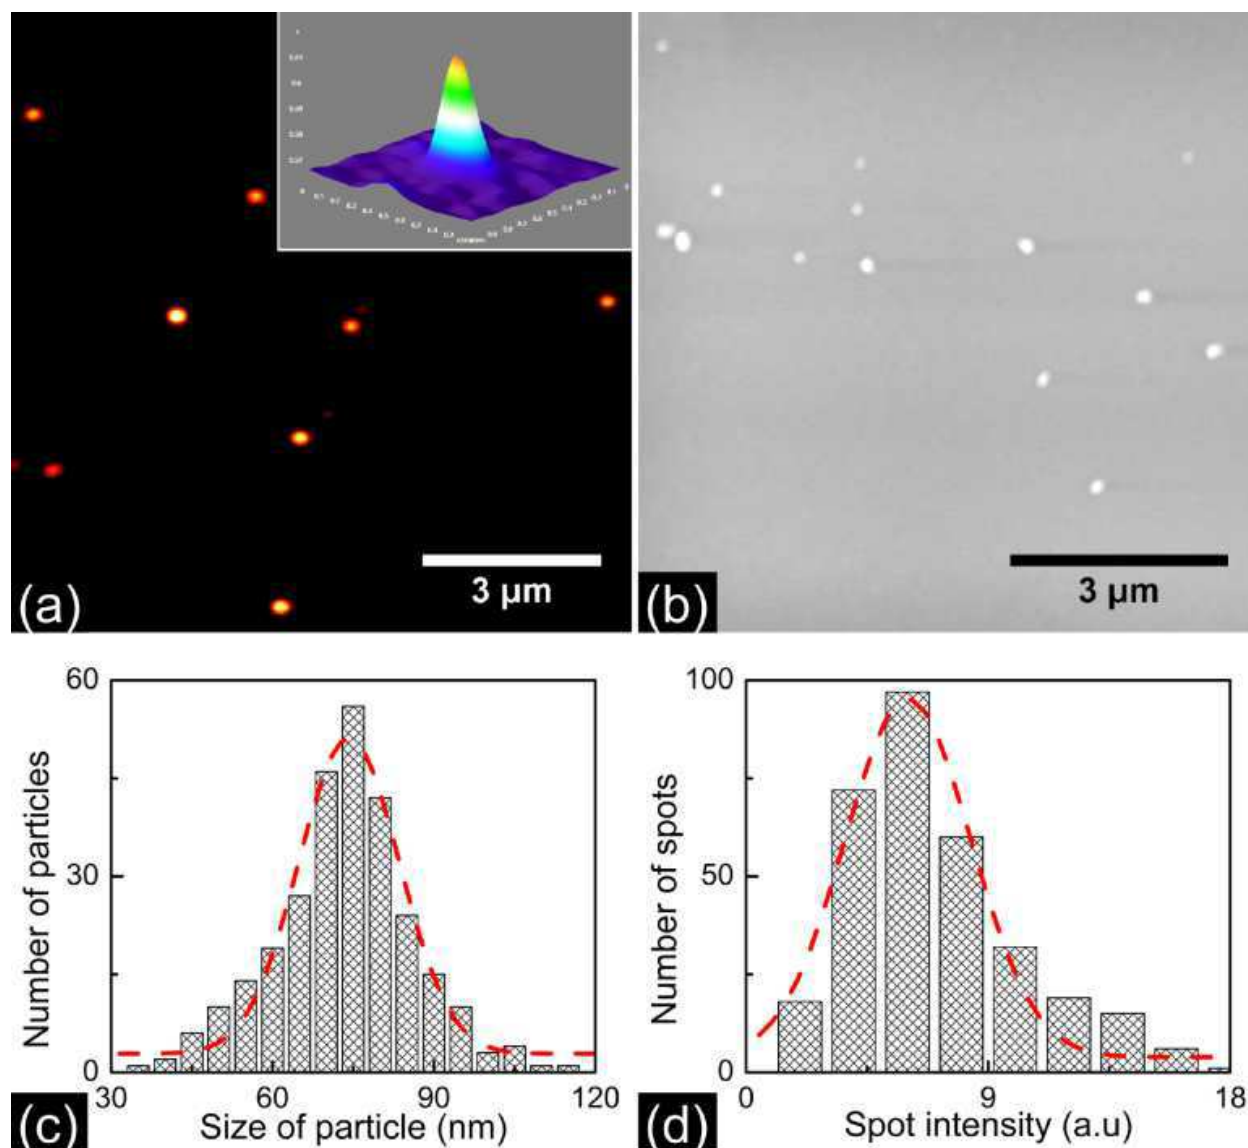 3 µm
(a)
3 µm
(b)
60
30
0
Number of particles
30 60 90 120
Size of particle (nm)
(c)
100
50
0
Number of spots
0 9 18
Spot intensity (a.u)
(d)